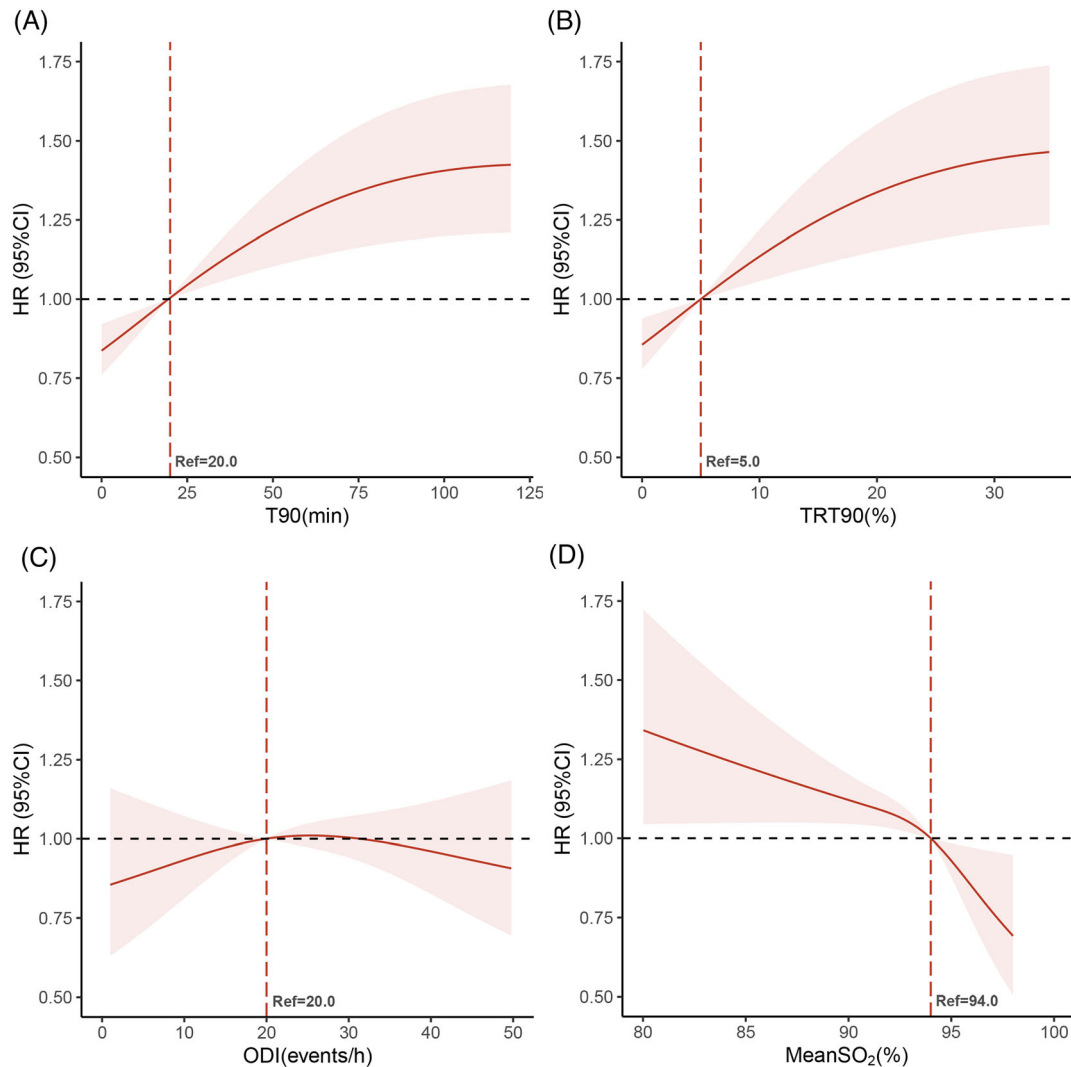 (A)
HR (95%CI)
1.75
1.50
1.25
1.00
0.75
0.50
Ref=20.0
0 25 50 75 100 125
T90(min)
(B)
HR (95%CI)
1.75
1.50
1.25
1.00
0.75
0.50
Ref=5.0
0 10 20 30
TRT90(%)
(C)
HR (95%CI)
1.75
1.50
1.25
1.00
0.75
0.50
Ref=20.0
0 10 20 30 40 50
ODI(events/h)
(D)
HR (95%CI)
1.75
1.50
1.25
1.00
0.75
0.50
Ref=94.0
80 85 90 95 100
MeanSO₂(%)